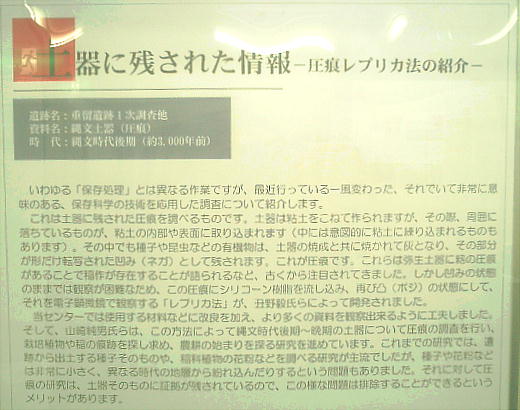 土器に残された情報－圧痕レプリカ法の紹介－
遺跡名：重留遺跡１次調査他
資料名：縄文土器（圧痕）
時　代：縄文時代後期（約3,000年前）
いわゆる「保存処理」とは異なる作業ですが、最近行っている一風変わった、それでいて非常に意
味のある、保存科学の技術を応用した調査について紹介します。
これは土器に残された圧痕を調べるものです。土器は粘土をこねて作られますが、その際、周囲に
落ちているものが、粘土の内部や表面に取り込まれます（中には意図的に粘土に練り込まれるものも
あります）。その中でも種子や昆虫などの有機物は、土器の焼成と共に焼かれて灰となり、その部分
が形だけ転写された凹み（ネガ）として残されます。これが圧痕です。これらは弥生土器に籾の圧痕
があることで稲作が存在することが語られるなど、古くから注目されてきました。しかし凹みの状態
のままでは観察が困難なため、この圧痕にシリコーン樹脂を流し込み、再び凸（ポジ）の状態にして、
それを電子顕微鏡で観察する「レプリカ法」が、丑野毅氏らによって開発されました。
当センターでは使用する材料などに改良を加え、より多くの資料を観察出来るように工夫しました。
そして、山崎純男氏らは、この方法によって縄文時代後期～晩期の土器について圧痕の調査を行い、
栽培植物や稲の痕跡を探し求め、農耕の始まりを探る研究を進めています。これまでの研究では、遺
跡から出土する種子そのものや、稲科植物の花粉などを調べる研究が主流でしたが、種子や花粉など
は非常に小さく、異なる時代の地層から紛れ込んだりするという問題もありました。それに対して圧
痕の研究は、土器そのものに証拠が残されているので、この様な問題は排除することができるという
メリットがあります。